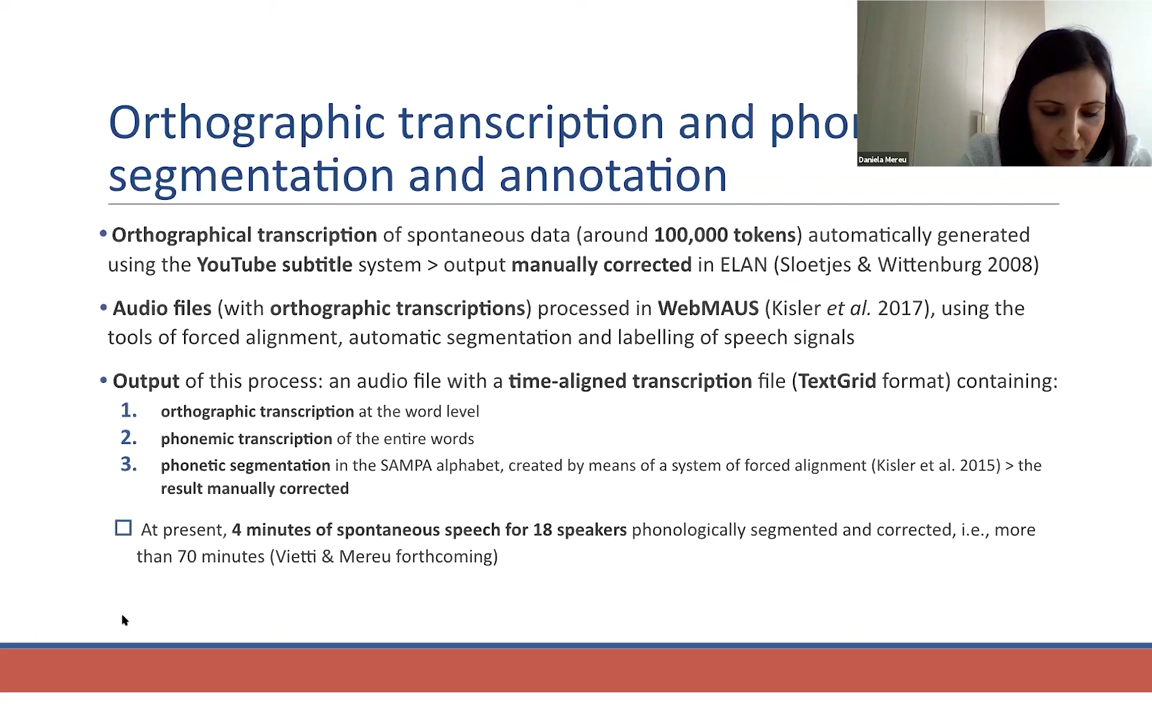 Orthographic transcription and
segmentation and annotation
Daniela Mereu
• Orthographical transcription of spontaneous data (around 100,000 tokens) automatically generated
using the YouTube subtitle system > output manually corrected in ELAN (Sloetjes & Wittenburg 2008)
• Audio files (with orthographic transcriptions) processed in WebMAUS (Kisler et al. 2017), using the
tools of forced alignment, automatic segmentation and labelling of speech signals
• Output of this process: an audio file with a time-aligned transcription file (TextGrid format) containing:
1. orthographic transcription at the word level
2. phonemic transcription of the entire words
3. phonetic segmentation in the SAMPA alphabet, created by means of a system of forced alignment (Kisler et al. 2015) > the
result manually corrected
☐ At present, 4 minutes of spontaneous speech for 18 speakers phonologically segmented and corrected, i.e., more
than 70 minutes (Vietti & Mereu forthcoming)